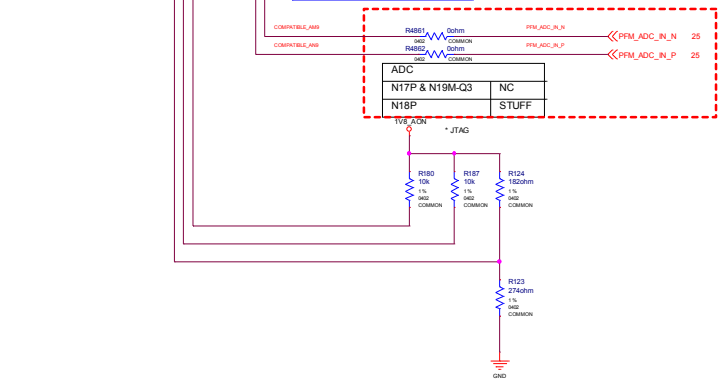 COMPATIBLE_AM9 R4861 0ohm PFM_ADC_IN_N PFM_ADC_IN_N 25
0402 COMMON
COMPATIBLE_AN9 R4862 0ohm PFM_ADC_IN_P PFM_ADC_IN_P 25
0402 COMMON
ADC
N17P & N19M-Q3 NC
N18P STUFF
1V8_AON
* JTAG
R180 R187 R124
10k 10k 182ohm
1% 1% 1%
0402 0402 0402
COMMON COMMON COMMON
R123
274ohm
1%
0402
COMMON
GND